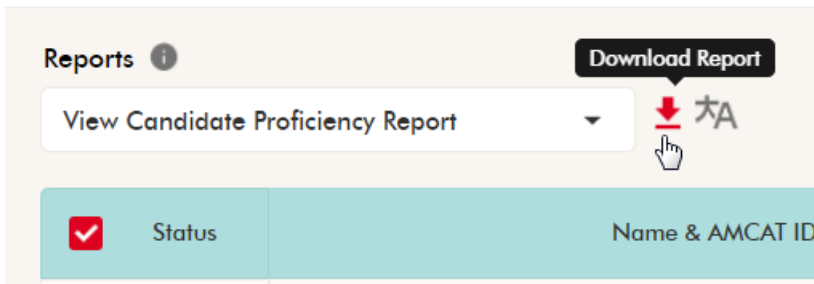 Reports
Download Report
View Candidate Proficiency Report
Status
Name & AMCAT ID